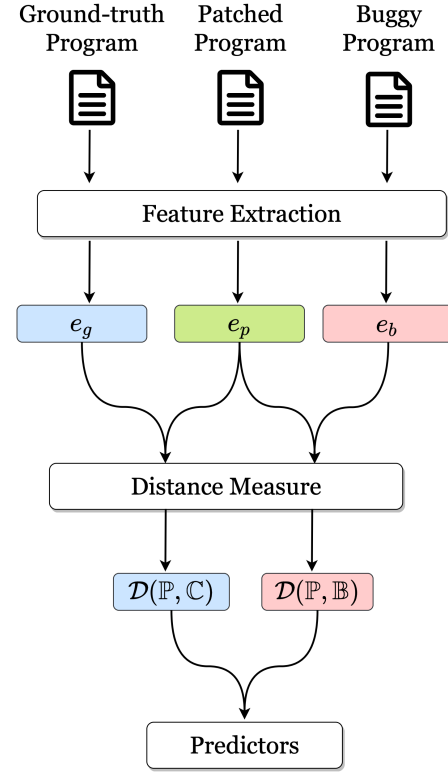 Ground-truth
Program
Patched
Program
Buggy
Program
Feature Extraction
e_g
e_p
e_b
Distance Measure
𝒟(ℙ, ℂ)
𝒟(ℙ, 𝔹)
Predictors